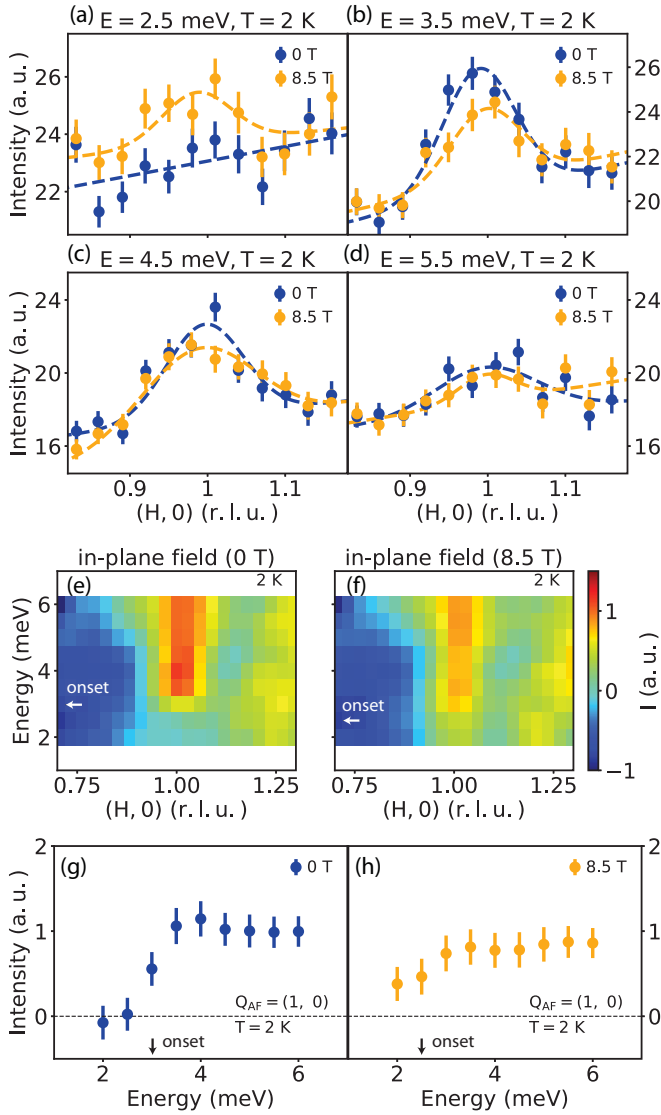 (a) E = 2.5 meV, T = 2 K
(b) E = 3.5 meV, T = 2 K
Intensity (a. u.)
26
24
22
0 T
8.5 T
0 T
8.5 T
26
24
22
20
(c) E = 4.5 meV, T = 2 K
(d) E = 5.5 meV, T = 2 K
Intensity (a. u.)
24
20
16
0 T
8.5 T
0 T
8.5 T
24
20
16
0.9 1 1.1
(H, 0) (r. l. u.)
0.9 1 1.1
(H, 0) (r. l. u.)
in-plane field (0 T)
in-plane field (8.5 T)
(e) 2 K
(f) 2 K
Energy (meV)
6
4
2
onset
onset
0.75 1.00 1.25
(H, 0) (r. l. u.)
0.75 1.00 1.25
(H, 0) (r. l. u.)
1
0
−1
I (a. u.)
(g)
0 T
(h)
8.5 T
Intensity (a. u.)
2
1
0
2
1
0
Q_AF = (1, 0)
T = 2 K
onset
Q_AF = (1, 0)
T = 2 K
onset
2 4 6
Energy (meV)
2 4 6
Energy (meV)